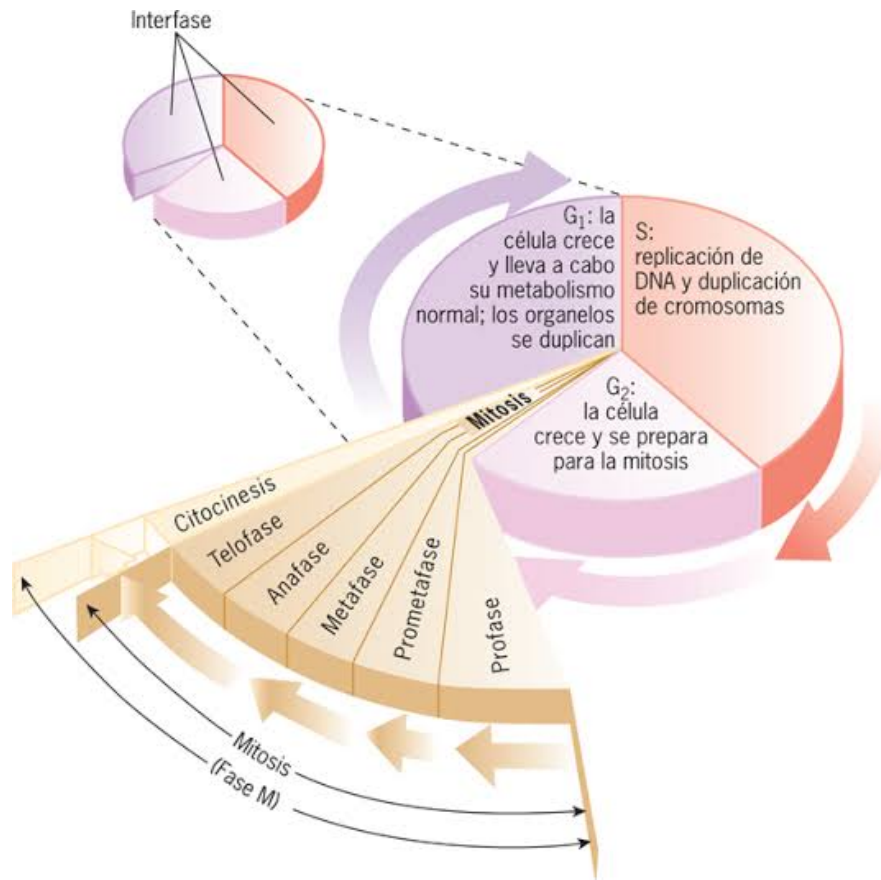 Interfase
G₁: la
célula crece
y lleva a cabo
su metabolismo
normal; los organelos
se duplican
S:
replicación de
DNA y duplicación
de cromosomas
G₂:
la célula
crece y se prepara
para la mitosis
Mitosis
Citocinesis
Telofase
Anafase
Metafase
Prometafase
Profase
Mitosis
(Fase M)